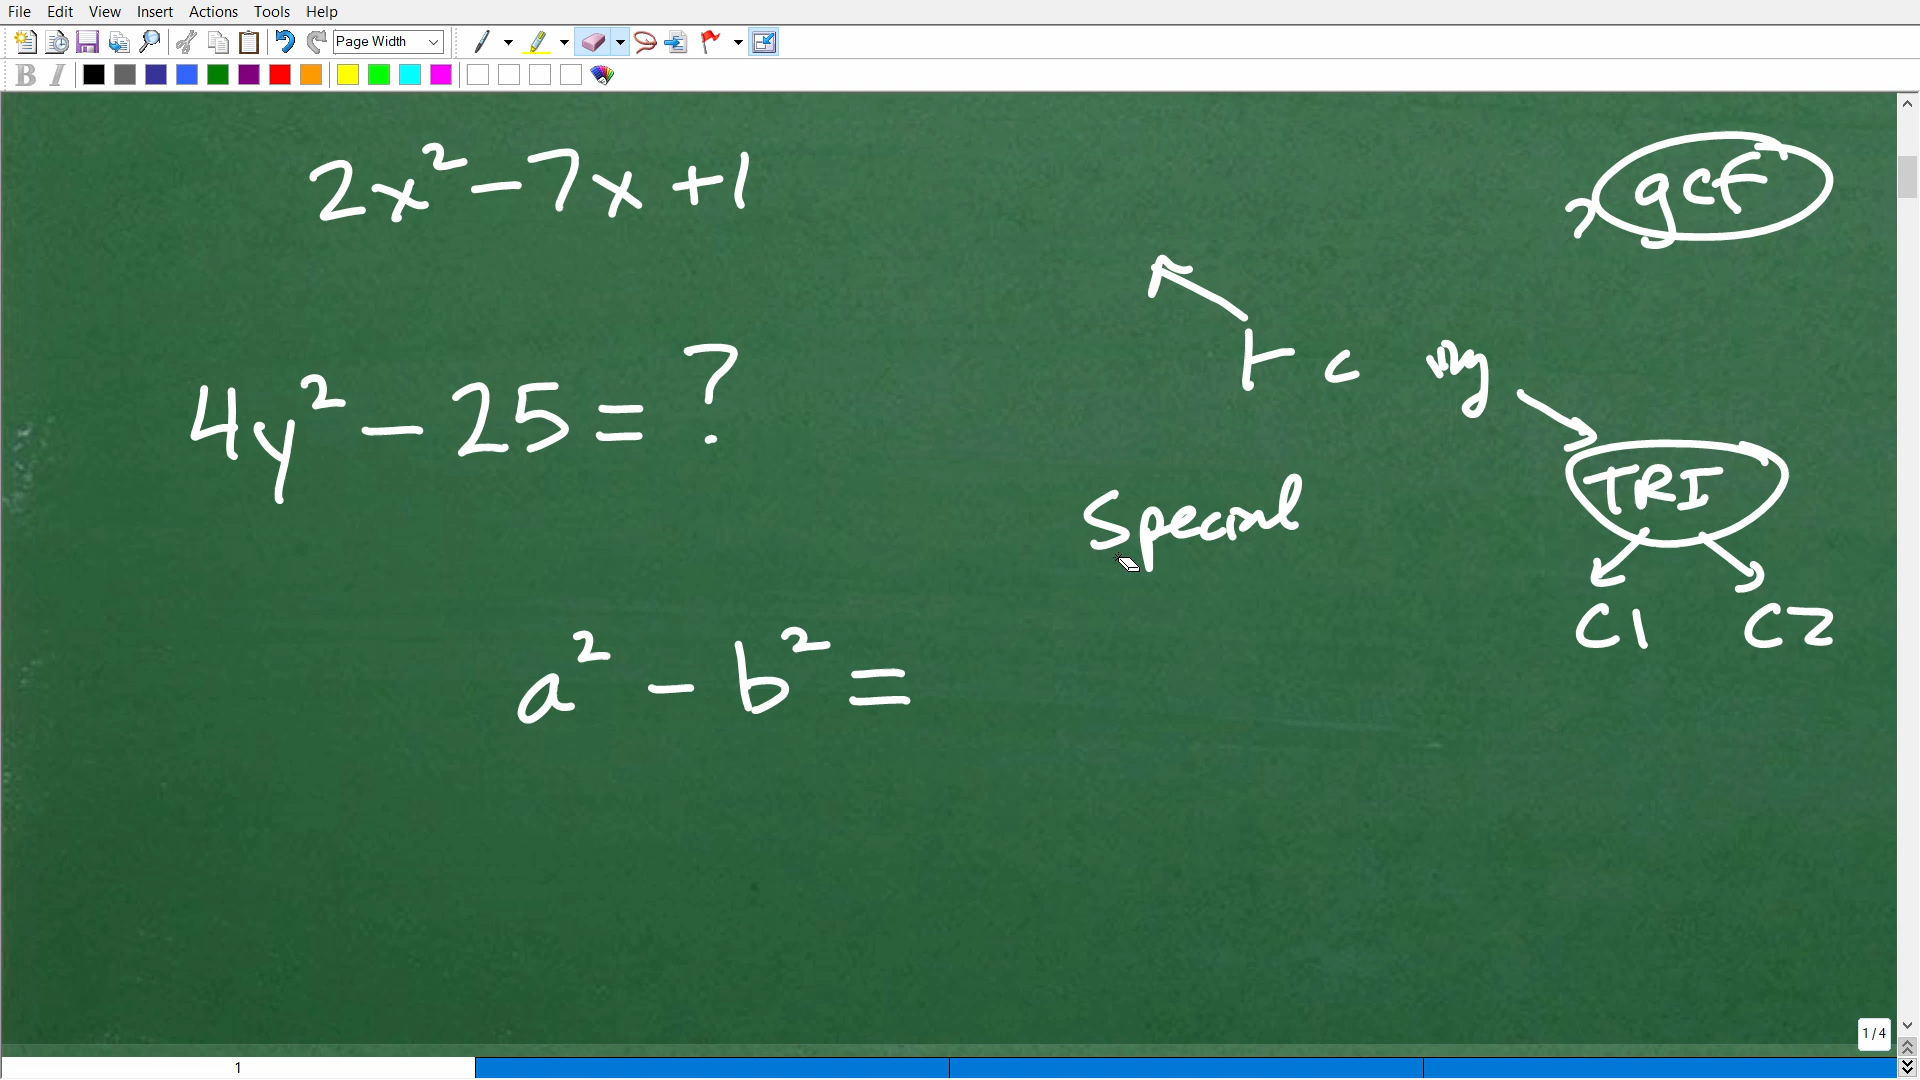 File Edit View Insert Actions Tools Help
Page Width
B I
2x² - 7x + 1
gcf
4y² - 25 = ?
TRI
Special
C1 C2
a² - b² =
1 / 4
1